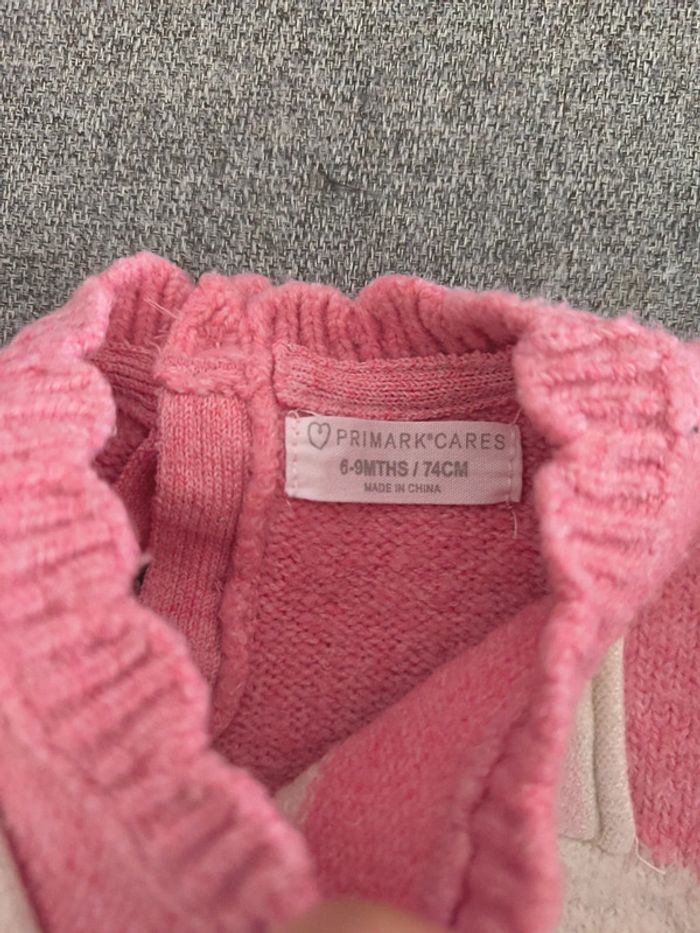 PRIMARK®CARES
6-9MTHS / 74CM
MADE IN CHINA